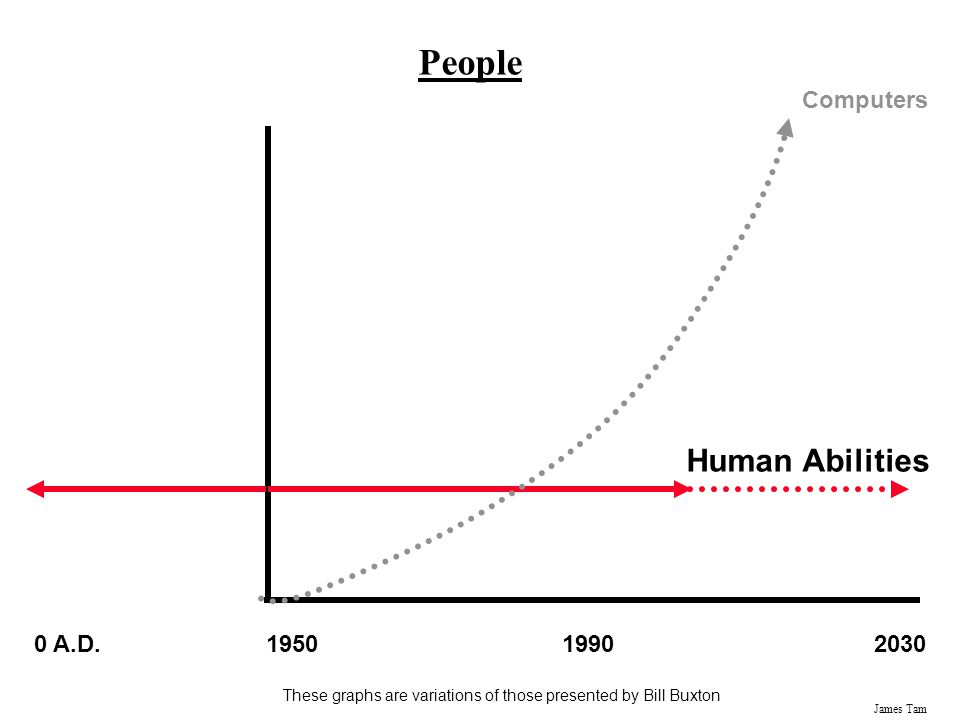 People
Computers
Human Abilities
0 A.D. 1950 1990 2030
These graphs are variations of those presented by Bill Buxton
James Tam